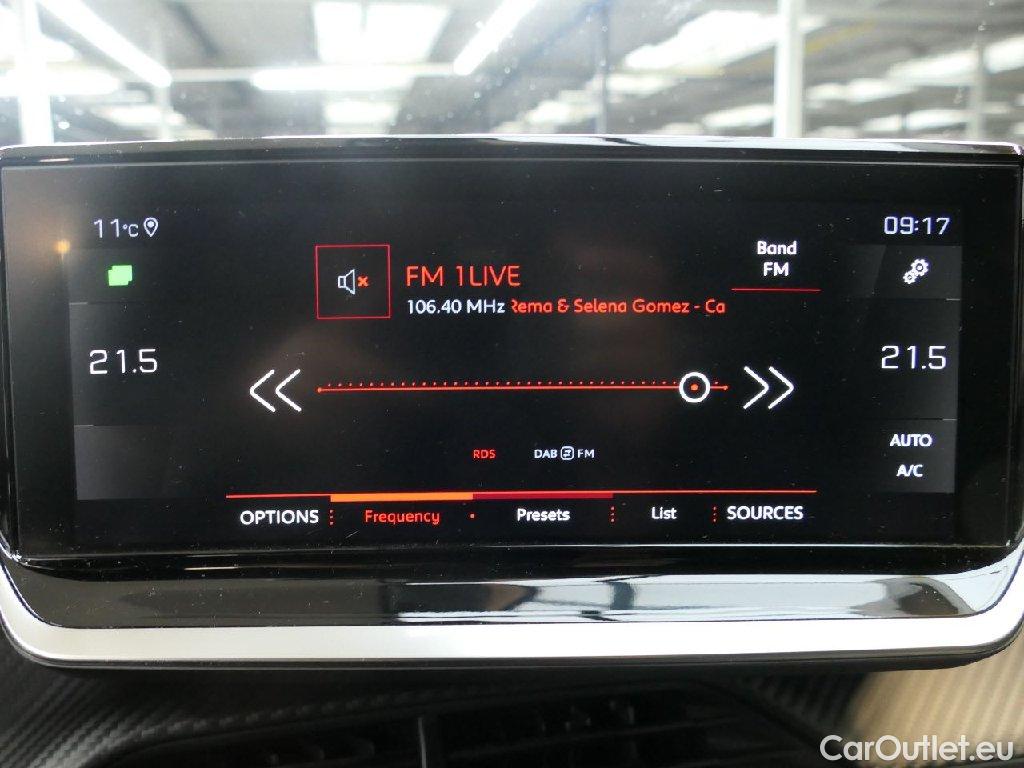 11°C
09:17
Band
FM
FM 1LIVE
106.40 MHz Rema & Selena Gomez - Ca
21.5
21.5
RDS
DAB FM
AUTO
A/C
OPTIONS
Frequency
Presets
List
SOURCES
CarOutlet.eu